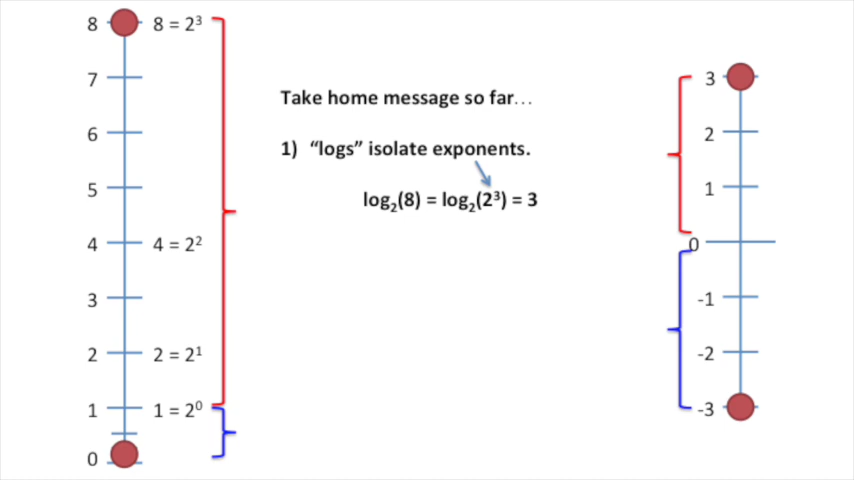 8 8 = 2³
7
6
5
4 4 = 2²
3
2 2 = 2¹
1 1 = 2⁰
0
Take home message so far…
1) “logs” isolate exponents.
log₂(8) = log₂(2³) = 3
3
2
1
0
-1
-2
-3